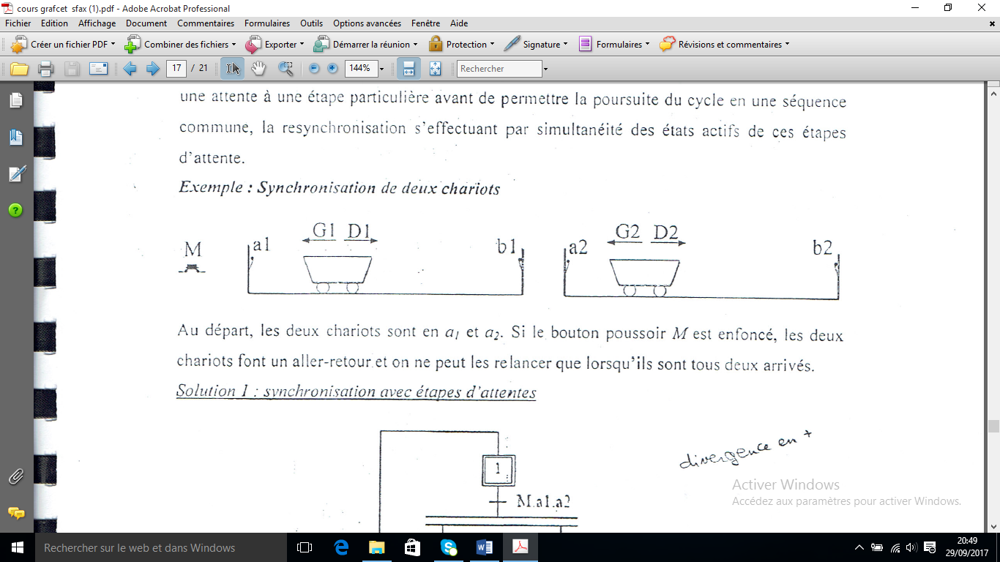 cours grafcet sfax (1).pdf - Adobe Acrobat Professional
Fichier Edition Affichage Document Commentaires Formulaires Outils Options avancées Fenêtre Aide
Créer un fichier PDF Combiner des fichiers Exporter Démarrer la réunion Protection Signature Formulaires Révisions et commentaires
17 / 21 144% Rechercher
une attente à une étape particulière avant de permettre la poursuite du cycle en une séquence
commune, la resynchronisation s'effectuant par simultanéité des états actifs de ces étapes
d'attente.
Exemple : Synchronisation de deux chariots
G1 D1 G2 D2
M a1 b1 a2 b2
Au départ, les deux chariots sont en a1 et a2. Si le bouton poussoir M est enfoncé, les deux
chariots font un aller-retour et on ne peut les relancer que lorsqu'ils sont tous deux arrivés.
Solution 1 : synchronisation avec étapes d'attentes
divergence en +
1
M.a1.a2
Activer Windows
Accédez aux paramètres pour activer Windows.
Rechercher sur le web et dans Windows
20:49
29/09/2017